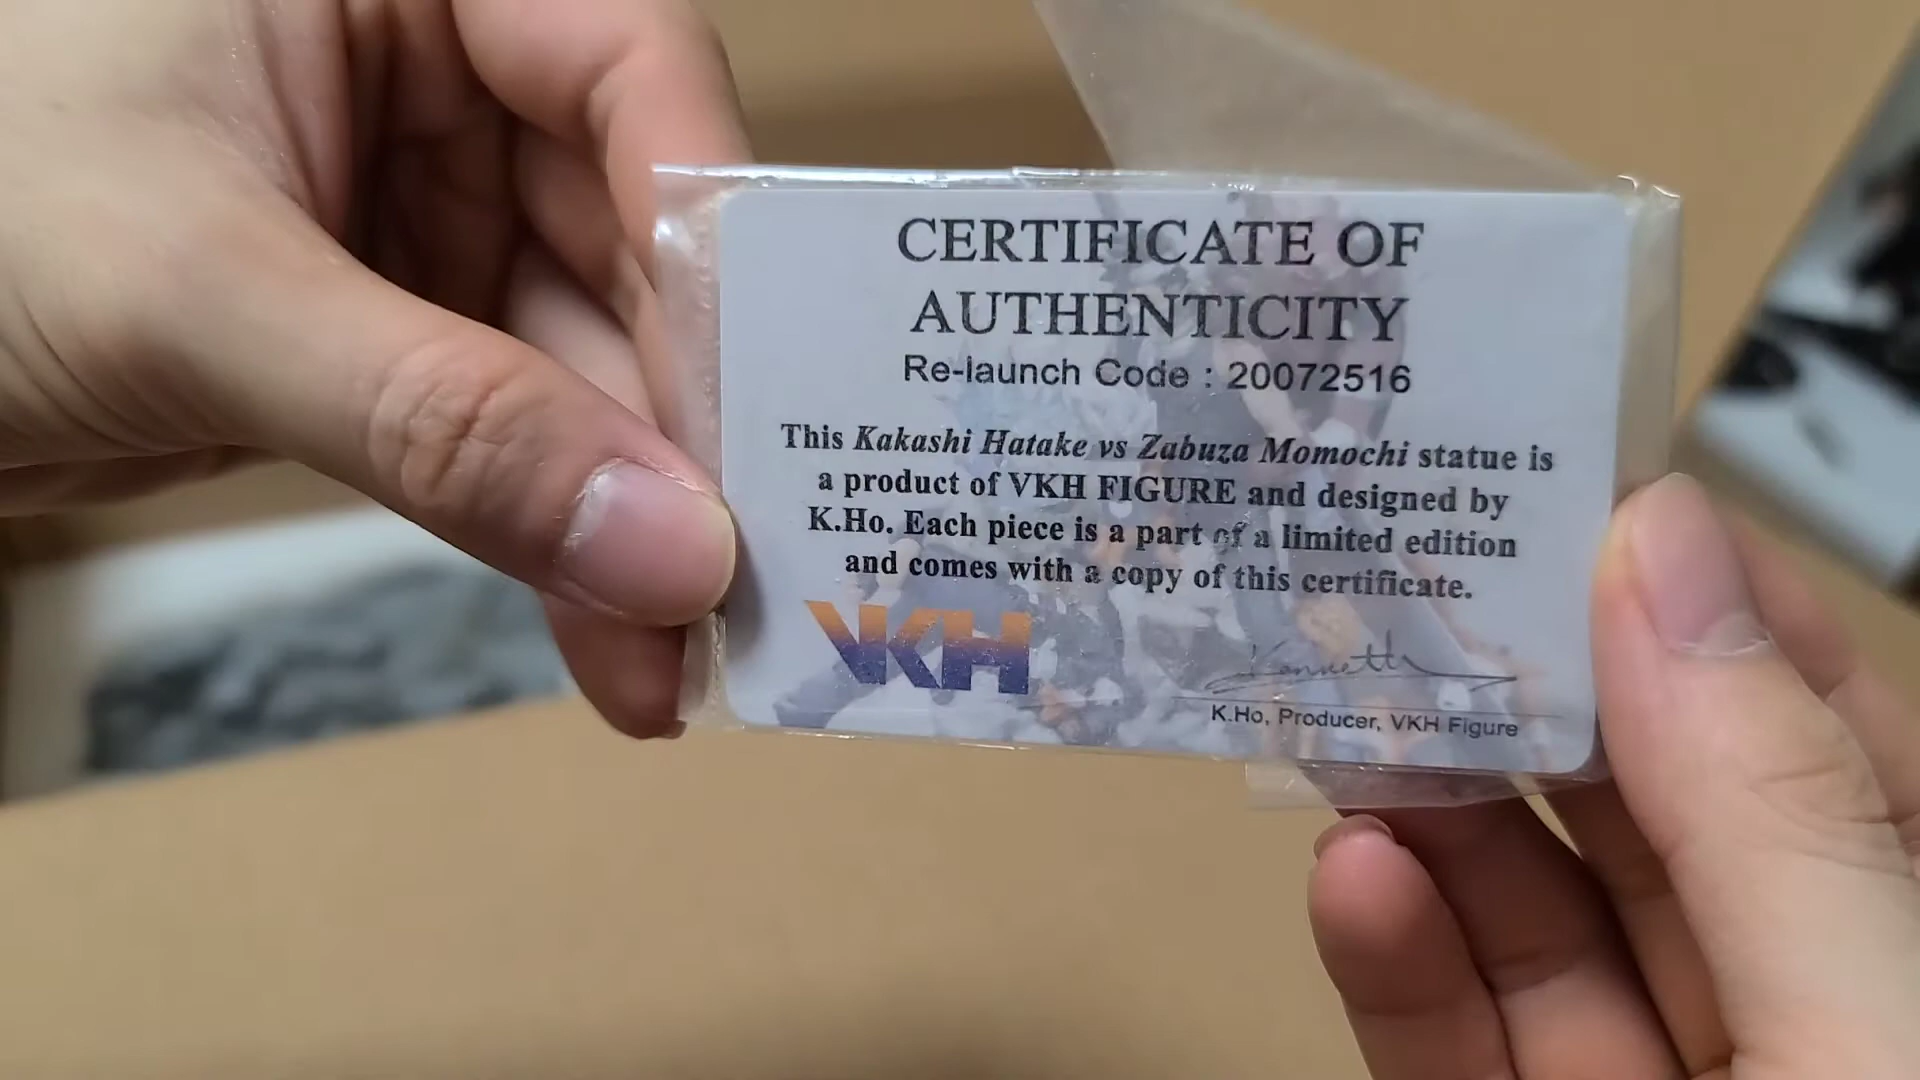 CERTIFICATE OF
AUTHENTICITY
Re-launch Code : 20072516
This Kakashi Hatake vs Zabuza Momochi statue is
a product of VKH FIGURE and designed by
K.Ho. Each piece is a part of a limited edition
and comes with a copy of this certificate.
VKH
Kenneth
K.Ho, Producer, VKH Figure